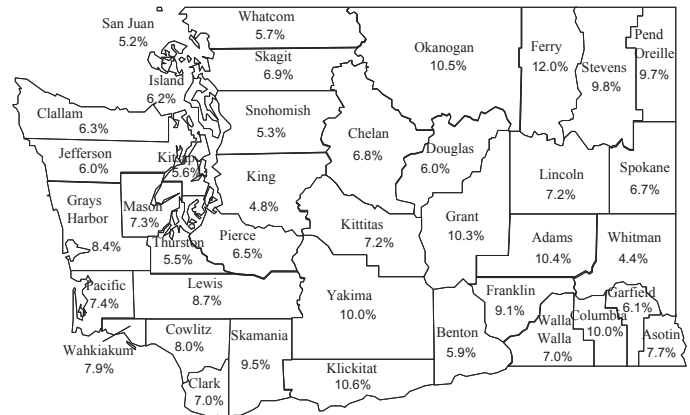 San Juan
5.2%
Whatcom
5.7%
Skagit
6.9%
Island
6.2%
Okanogan
10.5%
Ferry
12.0%
Stevens
9.8%
Pend
Oreille
9.7%
Clallam
6.3%
Snohomish
5.3%
Chelan
6.8%
Douglas
6.0%
Jefferson
6.0%
Kitsap
5.6%
King
4.8%
Lincoln
7.2%
Spokane
6.7%
Grays
Harbor
8.4%
Mason
7.3%
Thurston
5.5%
Pierce
6.5%
Kittitas
7.2%
Grant
10.3%
Adams
10.4%
Whitman
4.4%
Pacific
7.4%
Lewis
8.7%
Yakima
10.0%
Franklin
9.1%
Garfield
6.1%
Columbia
10.0%
Walla
Walla
7.0%
Asotin
7.7%
Wahkiakum
7.9%
Cowlitz
8.0%
Skamania
9.5%
Benton
5.9%
Clark
7.0%
Klickitat
10.6%